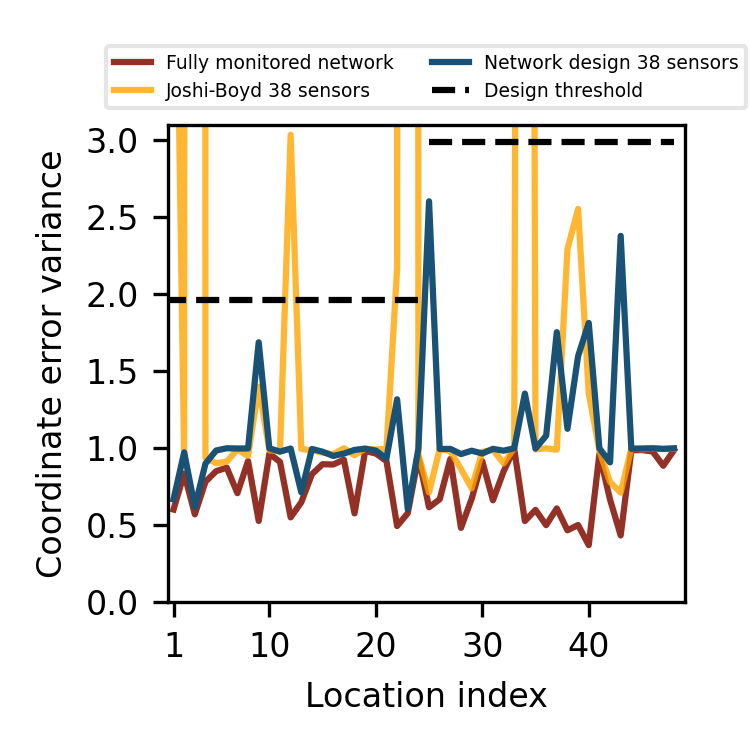 Fully monitored network
Network design 38 sensors
Joshi-Boyd 38 sensors
Design threshold
Coordinate error variance
3.0
2.5
2.0
1.5
1.0
0.5
0.0
1 10 20 30 40
Location index